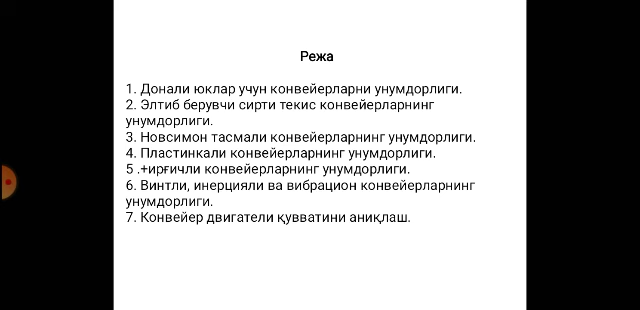 Режа
1. Донали юклар учун конвейерларни унумдорлиги.
2. Элтиб берувчи сирти текис конвейерларнинг
унумдорлиги.
3. Новсимон тасмали конвейерларнинг унумдорлиги.
4. Пластинкали конвейерларнинг унумдорлиги.
5 .+ирғичли конвейерларнинг унумдорлиги.
6. Винтли, инерцияли ва вибрацион конвейерларнинг
унумдорлиги.
7. Конвейер двигатели қувватини аниқлаш.